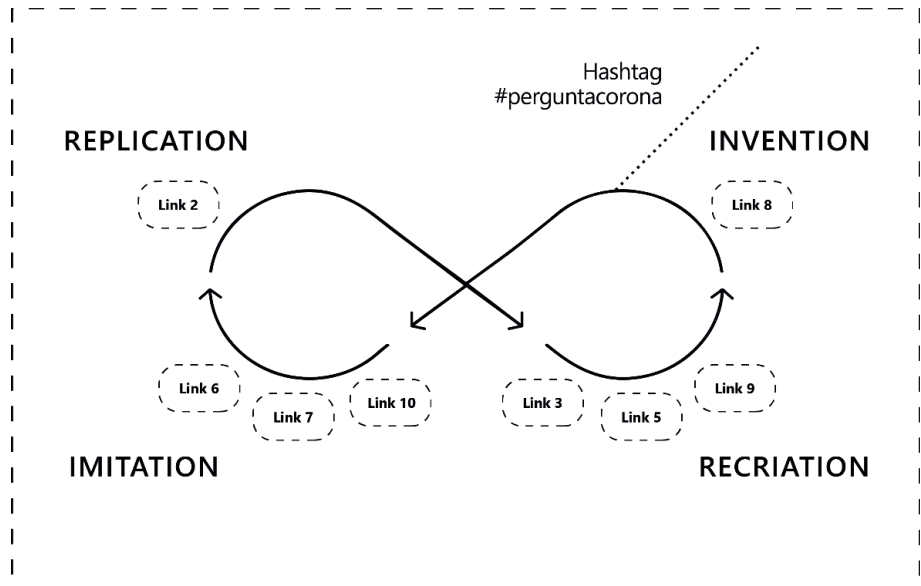 Hashtag
#perguntacorona
REPLICATION
INVENTION
Link 2
Link 8
Link 6
Link 7
Link 10
Link 3
Link 5
Link 9
IMITATION
RECRIATION